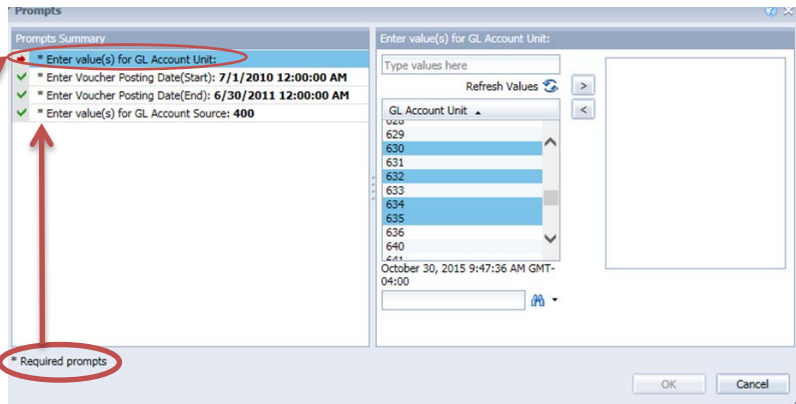 Prompts
Prompts Summary
* Enter value(s) for GL Account Unit:
* Enter Voucher Posting Date(Start): 7/1/2010 12:00:00 AM
* Enter Voucher Posting Date(End): 6/30/2011 12:00:00 AM
* Enter value(s) for GL Account Source: 400
* Required prompts
Enter value(s) for GL Account Unit:
Type values here
Refresh Values
>
<
GL Account Unit
628
629
630
631
632
633
634
635
636
640
641
October 30, 2015 9:47:36 AM GMT-
04:00
OK
Cancel